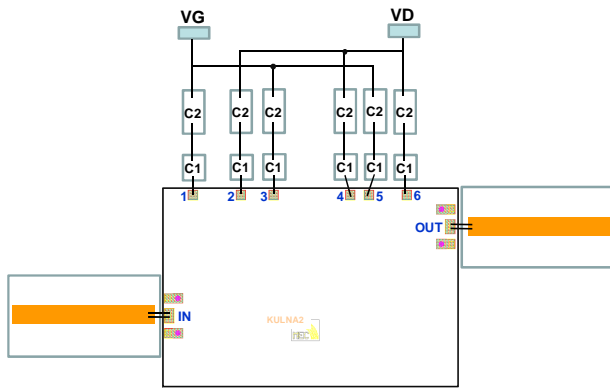 VG VD
C2 C2 C2 C2 C2 C2
C1 C1 C1 C1 C1 C1
1 2 3 4 5 6
OUT
IN
KULNA2
NEC